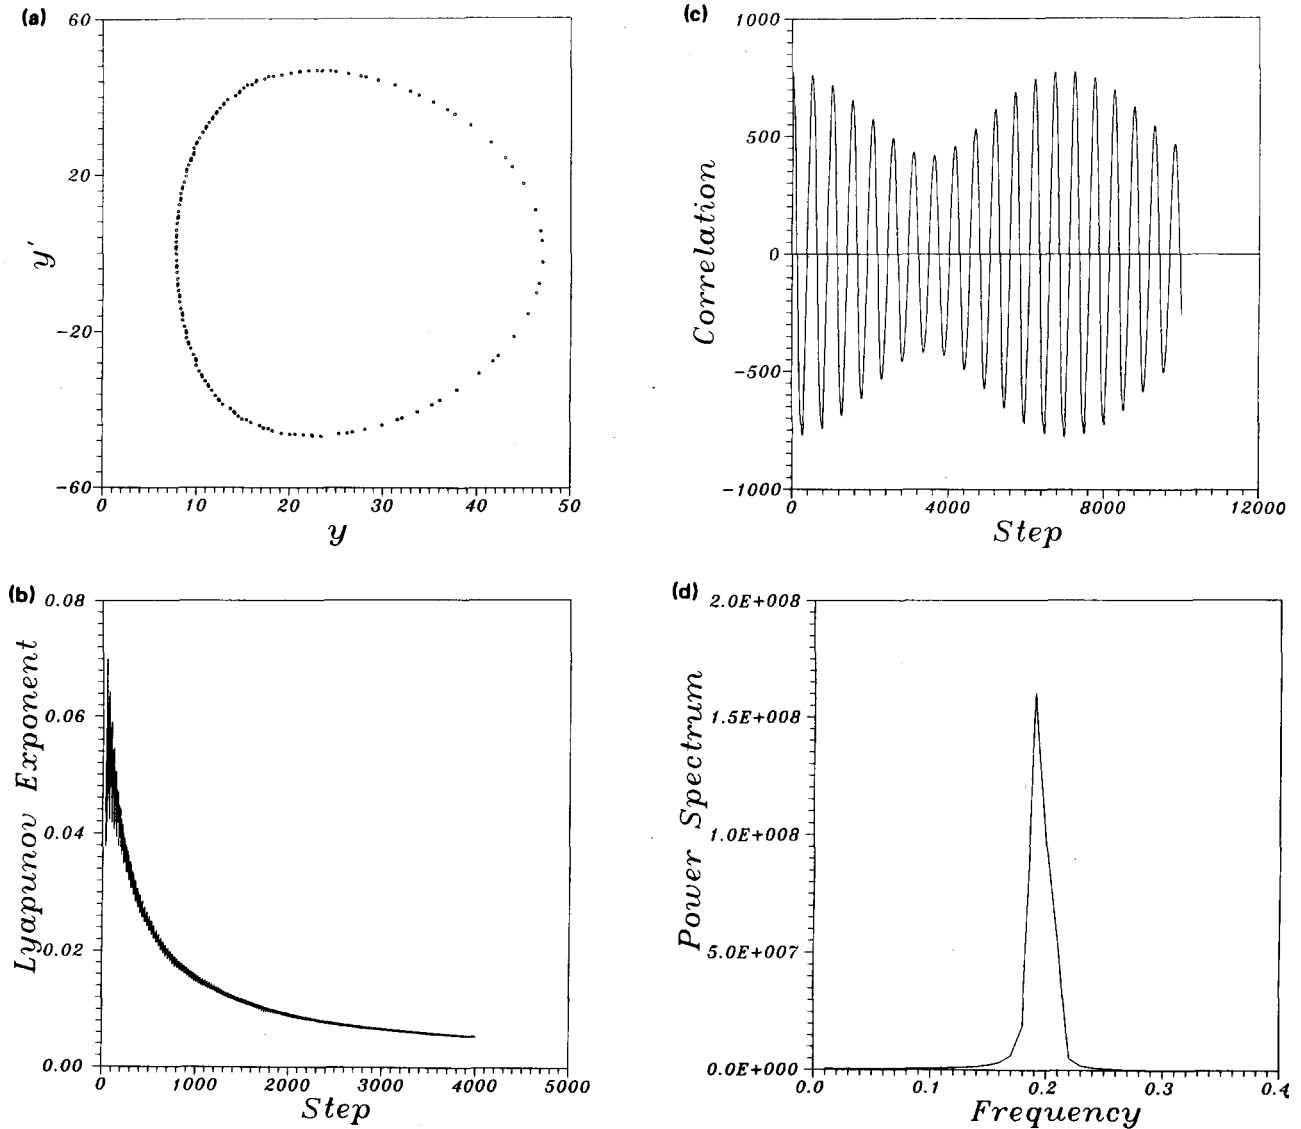 (a)
60
20
-20
-60
y'
0 10 20 30 40 50
y
(c)
1000
500
0
-500
-1000
Correlation
0 4000 8000 12000
Step
(b)
0.08
0.06
0.04
0.02
0.00
Lyapunov Exponent
0 1000 2000 3000 4000 5000
Step
(d)
2.0E+008
1.5E+008
1.0E+008
5.0E+007
0.0E+000
Power Spectrum
0 0.1 0.2 0.3 0.4
Frequency